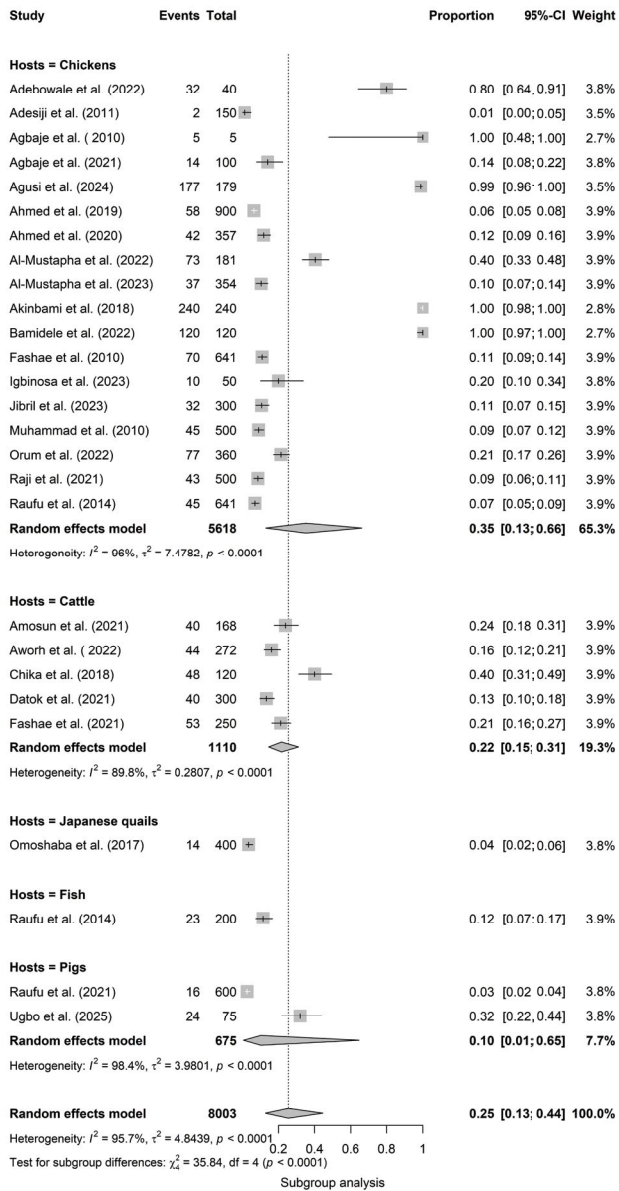 Study Events Total Proportion 95%-CI Weight
Hosts = Chickens
Adebowale et al. (2022) 32 40 0.80 [0.64; 0.91] 3.8%
Adesiji et al. (2011) 2 150 0.01 [0.00; 0.05] 3.5%
Agbaje et al. ( 2010) 5 5 1.00 [0.48; 1.00] 2.7%
Agbaje et al. (2021) 14 100 0.14 [0.08; 0.22] 3.8%
Agusi et al. (2024) 177 179 0.99 [0.96; 1.00] 3.5%
Ahmed et al. (2019) 58 900 0.06 [0.05; 0.08] 3.9%
Ahmed et al. (2020) 42 357 0.12 [0.09; 0.16] 3.9%
Al-Mustapha et al. (2022) 73 181 0.40 [0.33; 0.48] 3.9%
Al-Mustapha et al. (2023) 37 354 0.10 [0.07; 0.14] 3.9%
Akinbami et al. (2018) 240 240 1.00 [0.98; 1.00] 2.8%
Bamidele et al. (2022) 120 120 1.00 [0.97; 1.00] 2.7%
Fashae et al. (2010) 70 641 0.11 [0.09; 0.14] 3.9%
Igbinosa et al. (2023) 10 50 0.20 [0.10 0.34] 3.8%
Jibril et al. (2023) 32 300 0.11 [0.07; 0.15] 3.9%
Muhammad et al. (2010) 45 500 0.09 [0.07; 0.12] 3.9%
Orum et al. (2022) 77 360 0.21 [0.17; 0.26] 3.9%
Raji et al. (2021) 43 500 0.09 [0.06; 0.11] 3.9%
Raufu et al. (2014) 45 641 0.07 [0.05; 0.09] 3.9%
Random effects model 5618 0.35 [0.13; 0.66] 65.3%
Heterogeneity: I² = 96%, τ² = 7.4782, p < 0.0001
Hosts = Cattle
Amosun et al. (2021) 40 168 0.24 [0.18 0.31] 3.9%
Aworh et al. ( 2022) 44 272 0.16 [0.12; 0.21] 3.9%
Chika et al. (2018) 48 120 0.40 [0.31; 0.49] 3.9%
Datok et al. (2021) 40 300 0.13 [0.10; 0.18] 3.9%
Fashae et al. (2021) 53 250 0.21 [0.16; 0.27] 3.9%
Random effects model 1110 0.22 [0.15; 0.31] 19.3%
Heterogeneity: I² = 89.8%, τ² = 0.2807, p < 0.0001
Hosts = Japanese quails
Omoshaba et al. (2017) 14 400 0.04 [0.02; 0.06] 3.8%
Hosts = Fish
Raufu et al. (2014) 23 200 0.12 [0.07; 0.17] 3.9%
Hosts = Pigs
Raufu et al. (2021) 16 600 0.03 [0.02 0.04] 3.8%
Ugbo et al. (2025) 24 75 0.32 [0.22; 0.44] 3.8%
Random effects model 675 0.10 [0.01; 0.65] 7.7%
Heterogeneity: I² = 98.4%, τ² = 3.9801, p < 0.0001
Random effects model 8003 0.25 [0.13; 0.44] 100.0%
Heterogeneity: I² = 95.7%, τ² = 4.8439, p < 0.0001
0.2 0.4 0.6 0.8 1
Test for subgroup differences: χ²₄ = 35.84, df = 4 (p < 0.0001)
Subgroup analysis